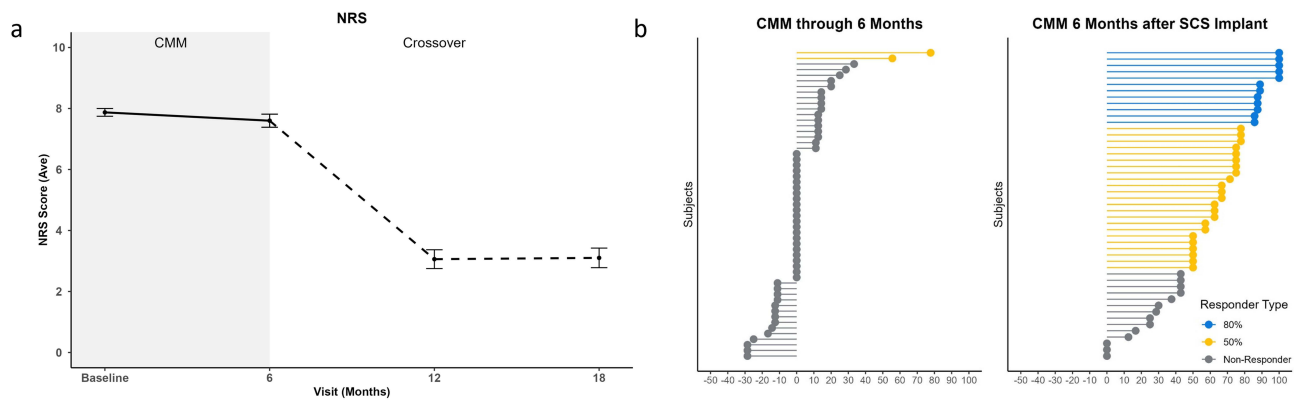 a
NRS
CMM
Crossover
NRS Score (Ave)
10
8
6
4
2
0
Baseline 6 12 18
Visit (Months)
b
CMM through 6 Months
Subjects
-50 -40 -30 -20 -10 0 10 20 30 40 50 60 70 80 90 100
CMM 6 Months after SCS Implant
Subjects
Responder Type
80%
50%
Non-Responder
-50 -40 -30 -20 -10 0 10 20 30 40 50 60 70 80 90 100